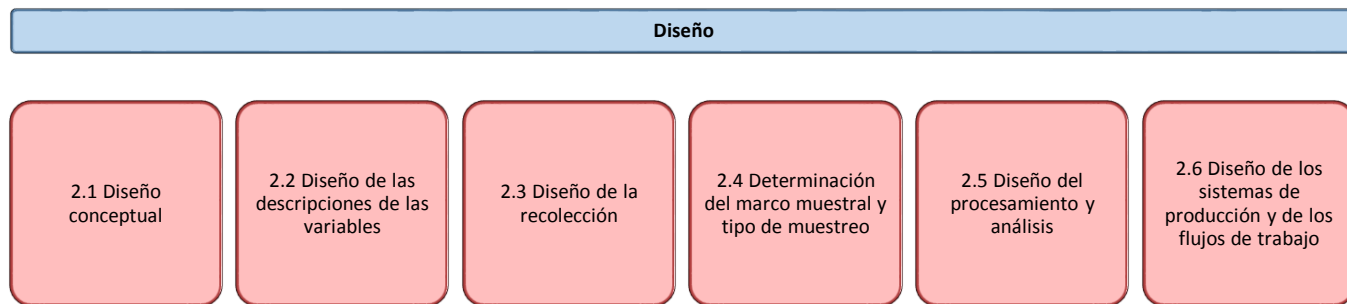 Diseño
2.1 Diseño
conceptual
2.2 Diseño de las
descripciones de las
variables
2.3 Diseño de la
recolección
2.4 Determinación
del marco muestral y
tipo de muestreo
2.5 Diseño del
procesamiento y
análisis
2.6 Diseño de los
sistemas de
producción y de los
flujos de trabajo